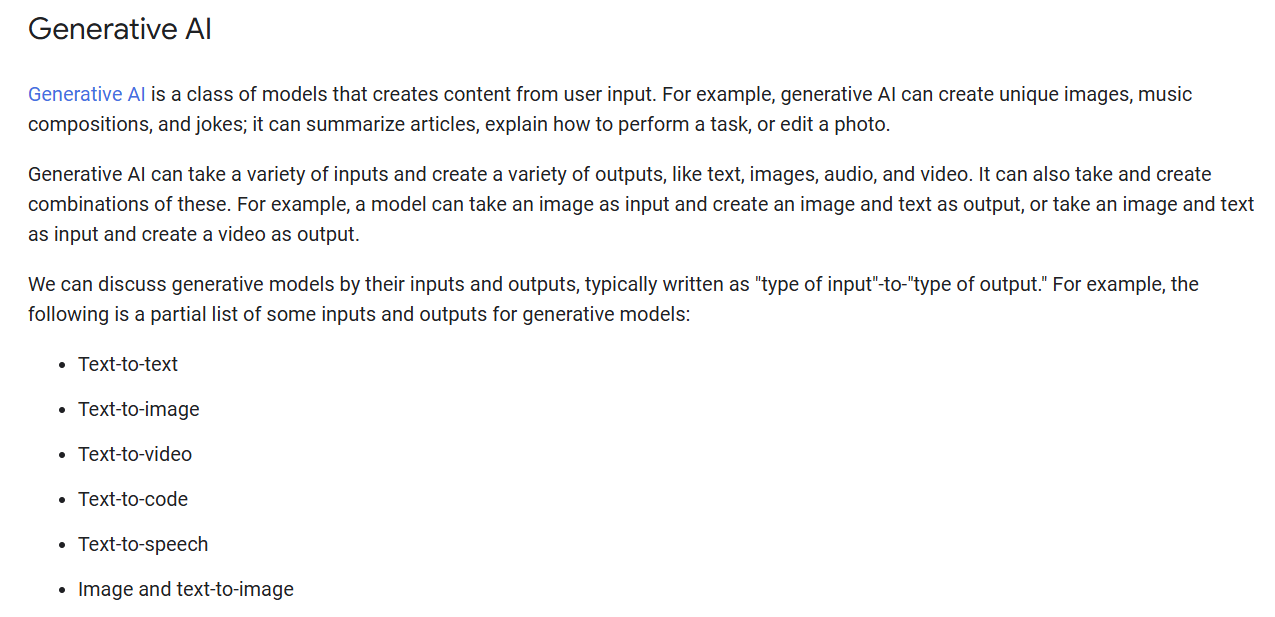 Generative AI
Generative AI is a class of models that creates content from user input. For example, generative AI can create unique images, music
compositions, and jokes; it can summarize articles, explain how to perform a task, or edit a photo.
Generative AI can take a variety of inputs and create a variety of outputs, like text, images, audio, and video. It can also take and create
combinations of these. For example, a model can take an image as input and create an image and text as output, or take an image and text
as input and create a video as output.
We can discuss generative models by their inputs and outputs, typically written as "type of input"-to-"type of output." For example, the
following is a partial list of some inputs and outputs for generative models:
• Text-to-text
• Text-to-image
• Text-to-video
• Text-to-code
• Text-to-speech
• Image and text-to-image